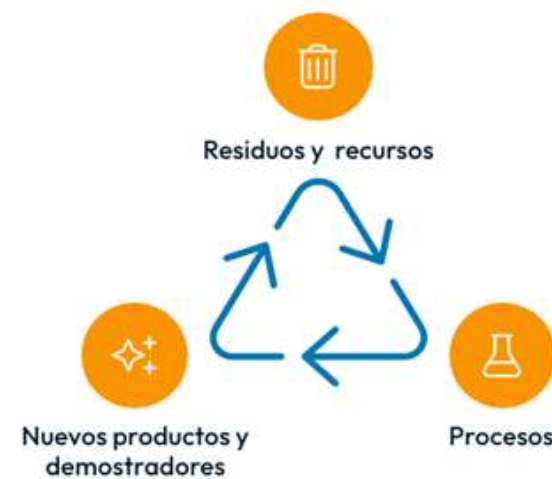 Residuos y recursos
Nuevos productos y
demostradores
Procesos